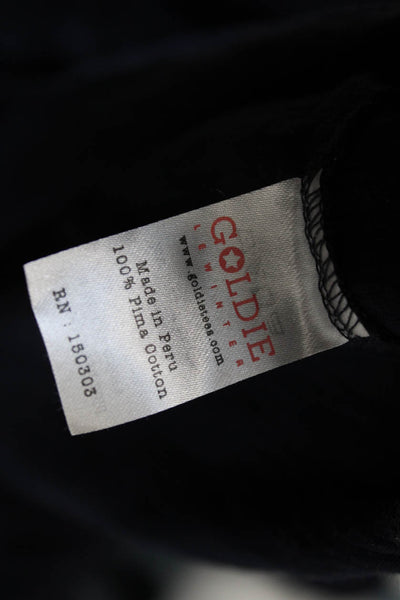 GOLDIE
LEWINTER
www.goldietees.com
Made in Peru
100% Pima Cotton
RN : 150303